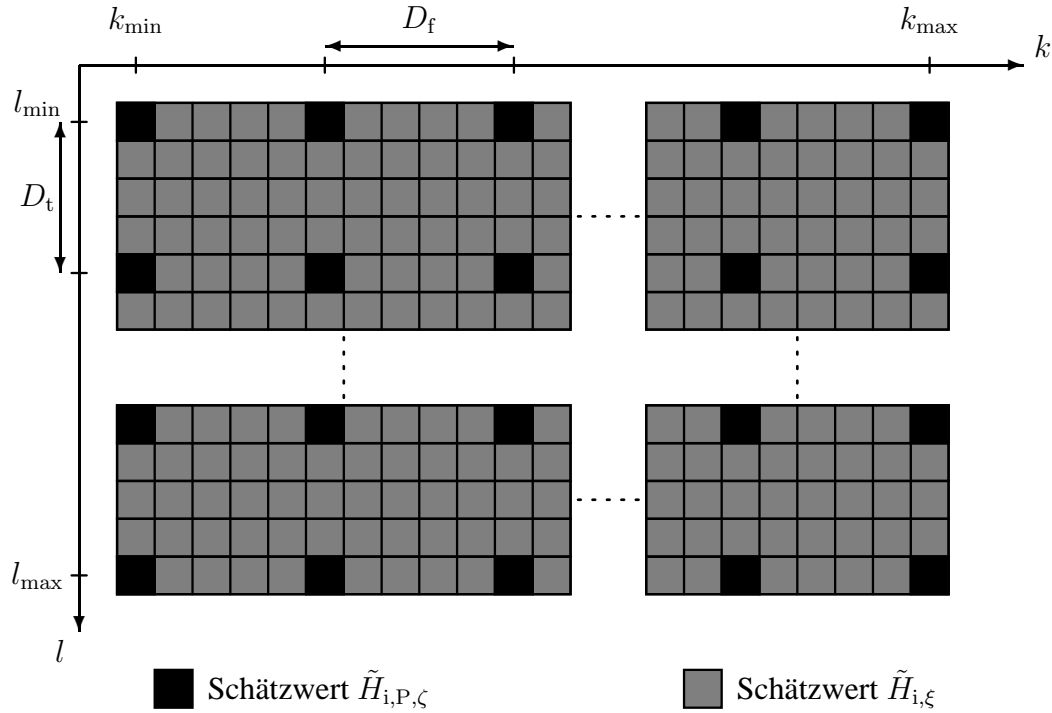 k_min D_f k_max
k
l_min
D_t
l_max
l
Schätzwert H̃_i,P,ζ Schätzwert H̃_i,ξ